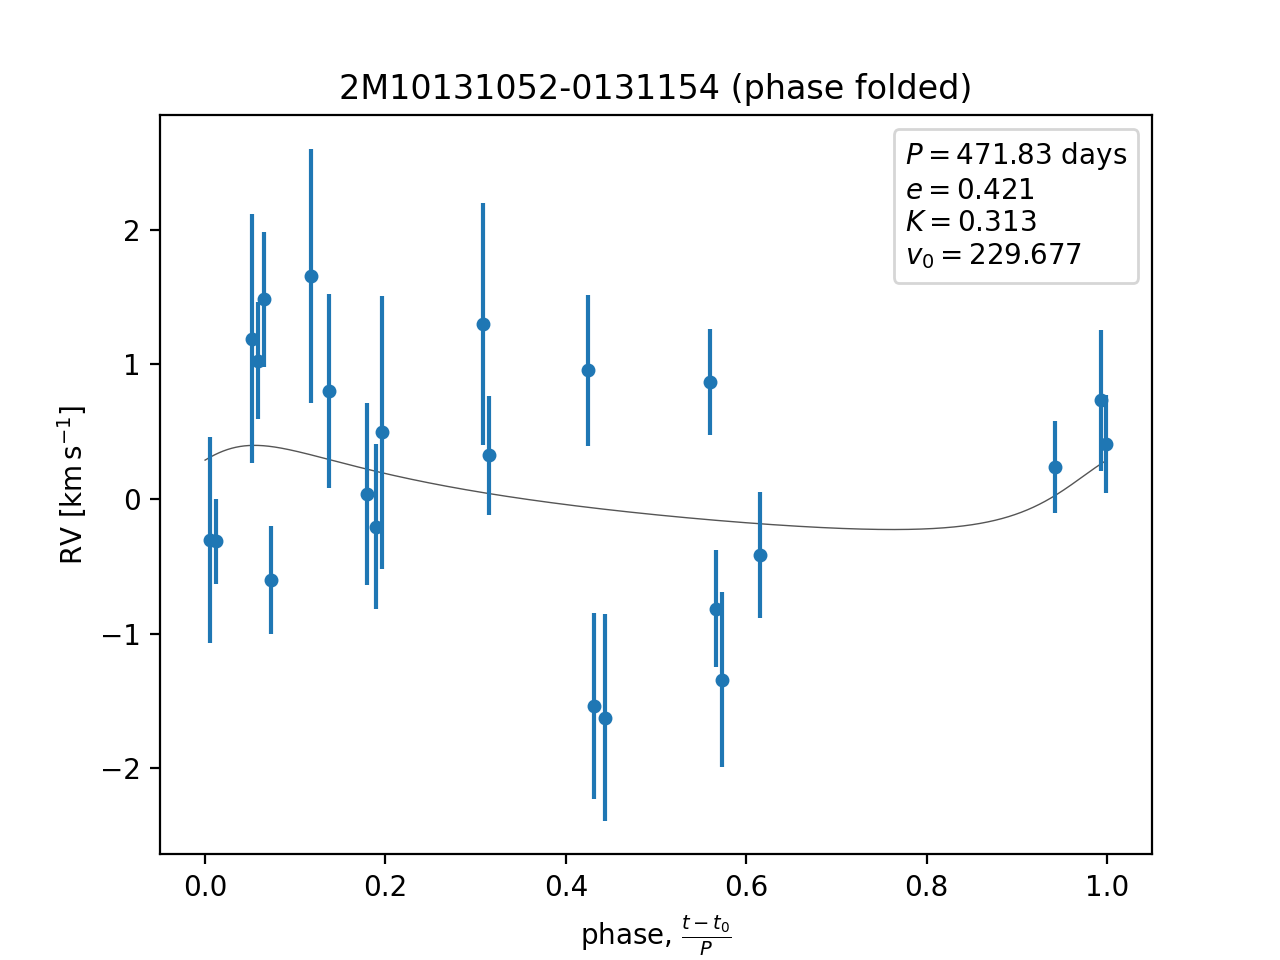 2M10131052-0131154 (phase folded)
P = 471.83 days
e = 0.421
K = 0.313
v₀ = 229.677
RV [km s⁻¹]
2
1
0
−1
−2
0.0 0.2 0.4 0.6 0.8 1.0
phase, (t − t₀)/P